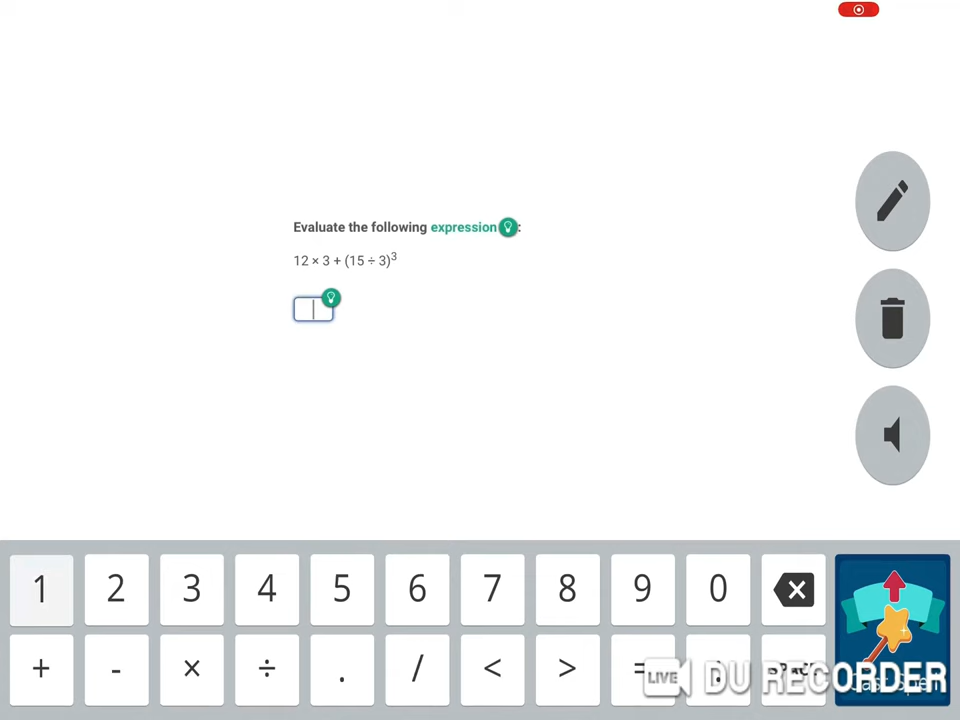 Evaluate the following expression:
12 × 3 + (15 ÷ 3)³
1 2 3 4 5 6 7 8 9 0
+ - × ÷ . / < > =
LIVE DU RECORDER